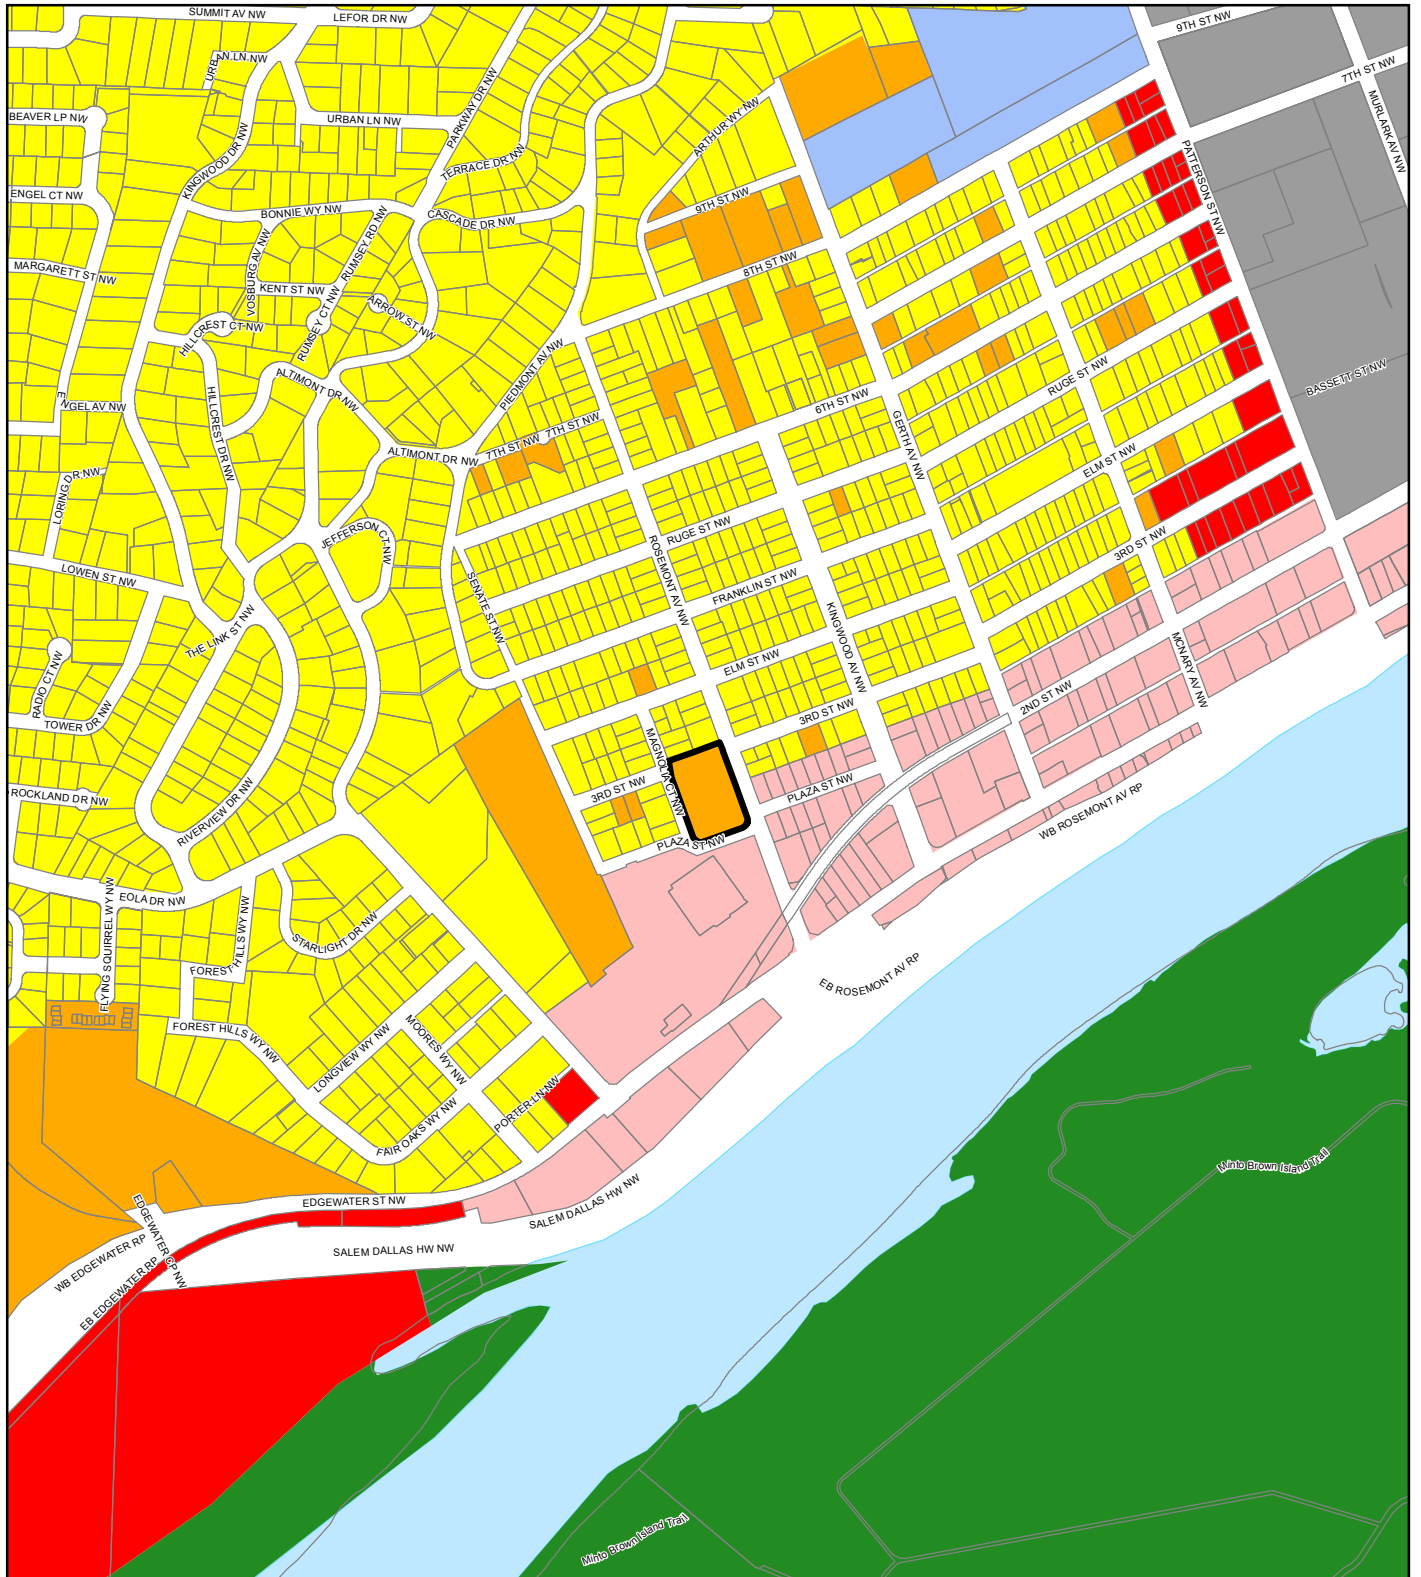 SUMMIT AV NW
LEFOR DR NW
9TH ST NW
7TH ST NW
MURLARK AV NW
URBAN LN NW
PARKWAY DR NW
BEAVER LP NW
URBAN LN NW
ARTHUR WY NW
KINGWOOD DR NW
TERRACE DR NW
PATTERSON ST NW
ENGEL CT NW
BONNIE WY NW
CASCADE DR NW
9TH ST NW
RUMSEY RD NW
VOSBURG AV NW
MARGARETT ST NW
8TH ST NW
KENT ST NW
ARROW ST NW
HILLCREST CT NW
RUMSEY CT NW
PIEDMONT AV NW
ALTIMONT DR NW
RUGE ST NW
BASSETT ST NW
ENGEL AV NW
HILLCREST DR NW
6TH ST NW
7TH ST NW
7TH ST NW
GERTH AV NW
ALTIMONT DR NW
ELM ST NW
LORING DR NW
JEFFERSON CT NW
RUGE ST NW
3RD ST NW
ROSEMONT AV NW
LOWEN ST NW
SENATE ST NW
FRANKLIN ST NW
KINGWOOD AV NW
THE LINK ST NW
MCNARY AV NW
RADIO CT NW
ELM ST NW
TOWER DR NW
2ND ST NW
3RD ST NW
MAGNOLIA CT NW
3RD ST NW
PLAZA ST NW
ROCKLAND DR NW
RIVERVIEW DR NW
WB ROSEMONT AV RP
PLAZA ST NW
EOLA DR NW
FLYING SQUIRREL WY NW
FOREST HILLS WY NW
STARLIGHT DR NW
EB ROSEMONT AV RP
FOREST HILLS WY NW
LONGVIEW WY NW
MOORES WY NW
PORTER LN NW
FAIR OAKS WY NW
Minto Brown Island Trail
EDGEWATER ST NW
SALEM DALLAS HW NW
EDGEWATER CP NW
WB EDGEWATER RP
SALEM DALLAS HW NW
EB EDGEWATER RP
Minto Brown Island Trail